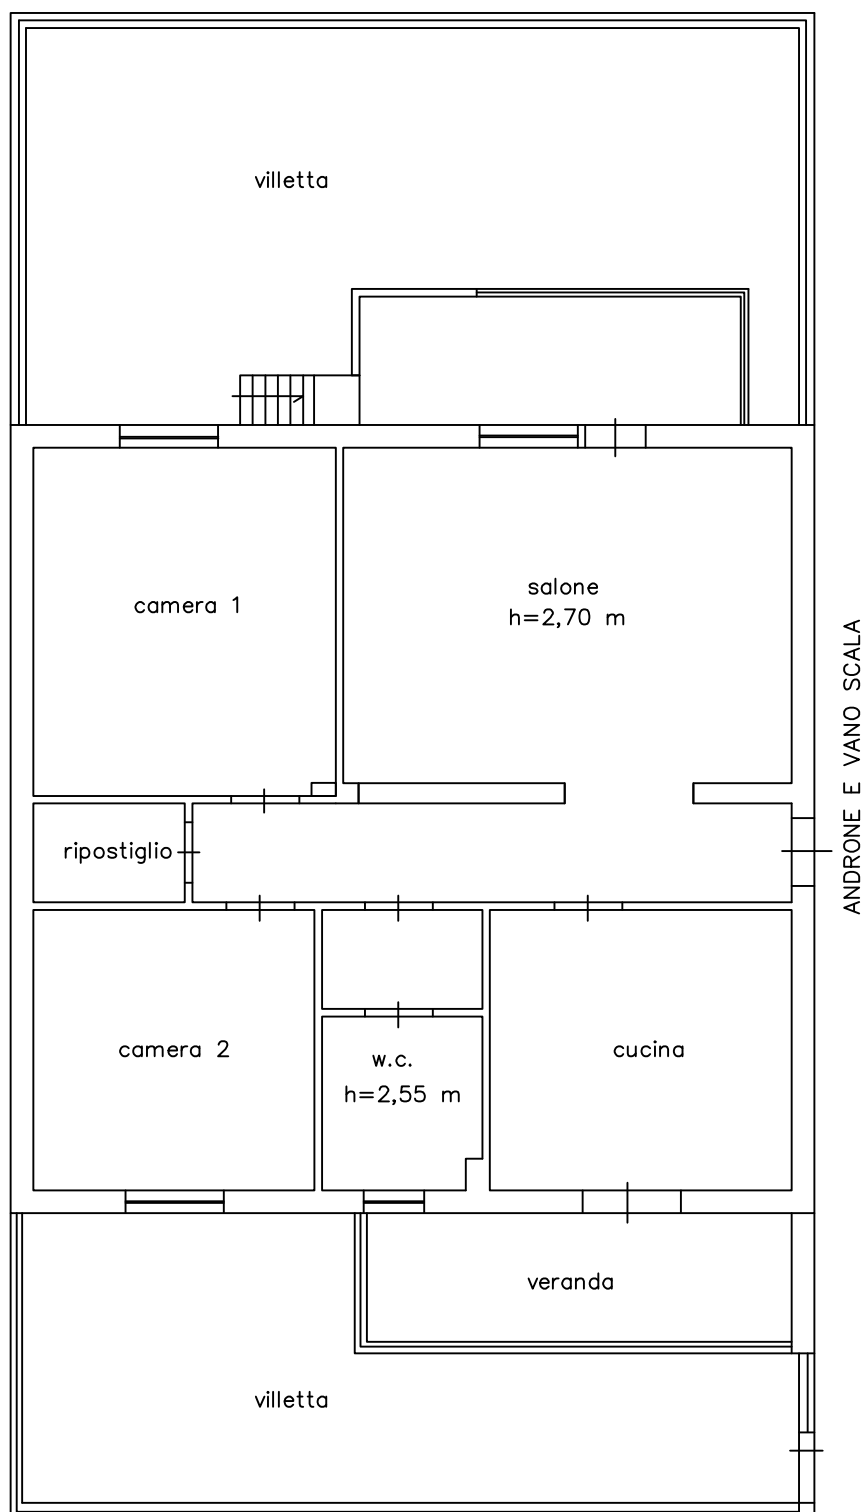 villetta
salone
h=2,70 m
camera 1
ANDRONE E VANO SCALA
ripostiglio
camera 2
w.c.
h=2,55 m
cucina
veranda
villetta